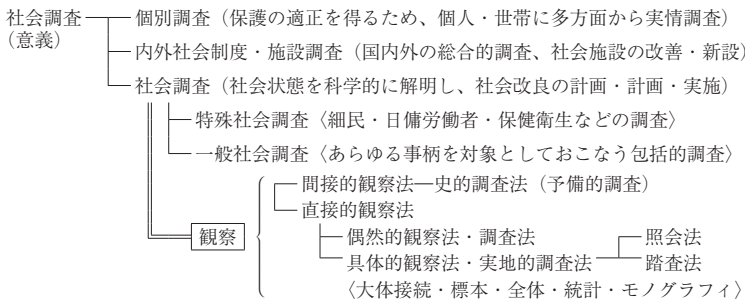 社会調査 個別調査（保護の適正を得るため、個人・世帯に多方面から実情調査）
（意義）
内外社会制度・施設調査（国内外の総合的調査、社会施設の改善・新設）
社会調査（社会状態を科学的に解明し、社会改良の計画・計画・実施）
特殊社会調査〈細民・日傭労働者・保健衛生などの調査〉
一般社会調査〈あらゆる事柄を対象としておこなう包括的調査〉
間接的観察法―史的調査法（予備的調査）
直接的観察法
観察
偶然的観察法・調査法 照会法
具体的観察法・実地的調査法 踏査法
〈大体接続・標本・全体・統計・モノグラフィ〉